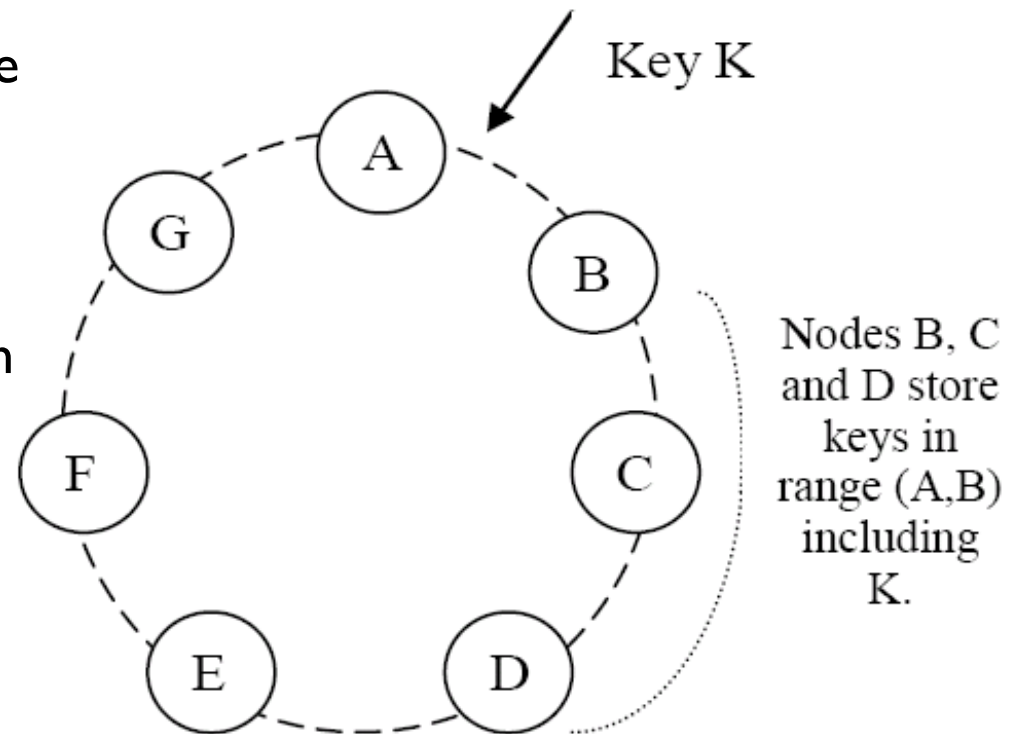 e
Key K
A
G
B
n
Nodes B, C
and D store
keys in
range (A,B)
including
K.
F
C
E
D